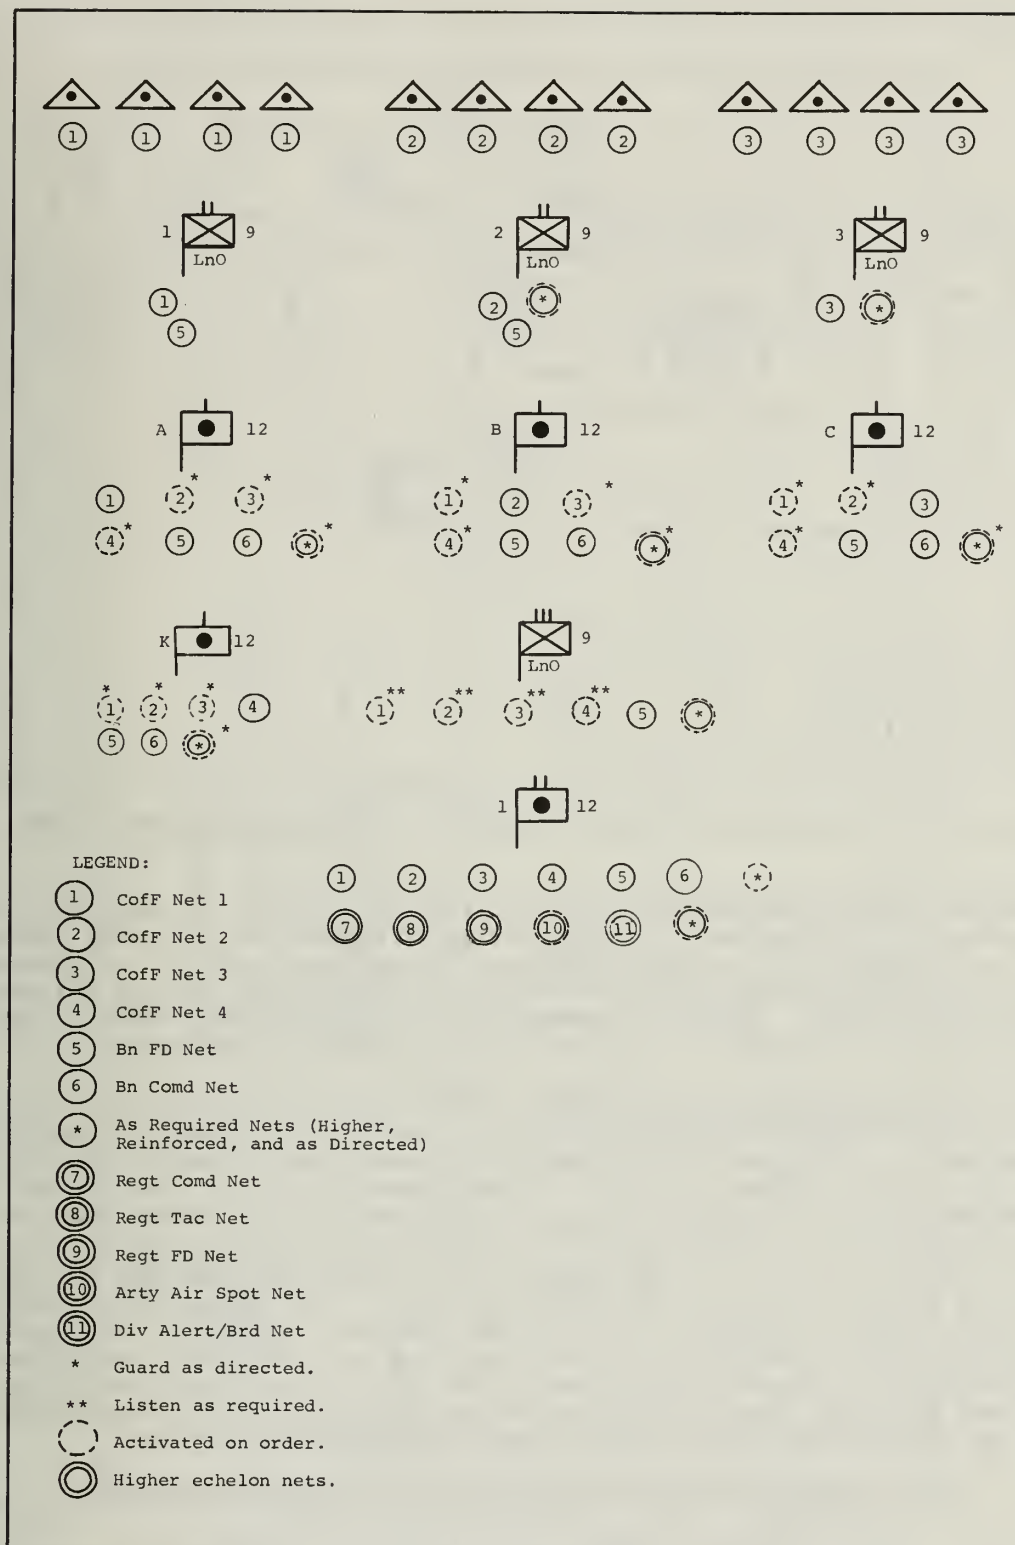 1 1 1 1 2 2 2 2 3 3 3 3
1 9 2 9 3 9
LnO LnO LnO
1 2 * 3 *
5 5
A 12 B 12 C 12
1 2* 3* 1* 2 3* 1* 2* 3
4* 5 6 ** 4* 5 6 ** 4* 5 6 **
K 12 9
LnO
1* 2* 3* 4 1** 2** 3** 4** 5 *
5 6 **
1 12
LEGEND:
1 2 3 4 5 6 *
7 8 9 10 11 *
1 CofF Net 1
2 CofF Net 2
3 CofF Net 3
4 CofF Net 4
5 Bn FD Net
6 Bn Comd Net
* As Required Nets (Higher,
Reinforced, and as Directed)
7 Regt Comd Net
8 Regt Tac Net
9 Regt FD Net
10 Arty Air Spot Net
11 Div Alert/Brd Net
* Guard as directed.
** Listen as required.
Activated on order.
Higher echelon nets.